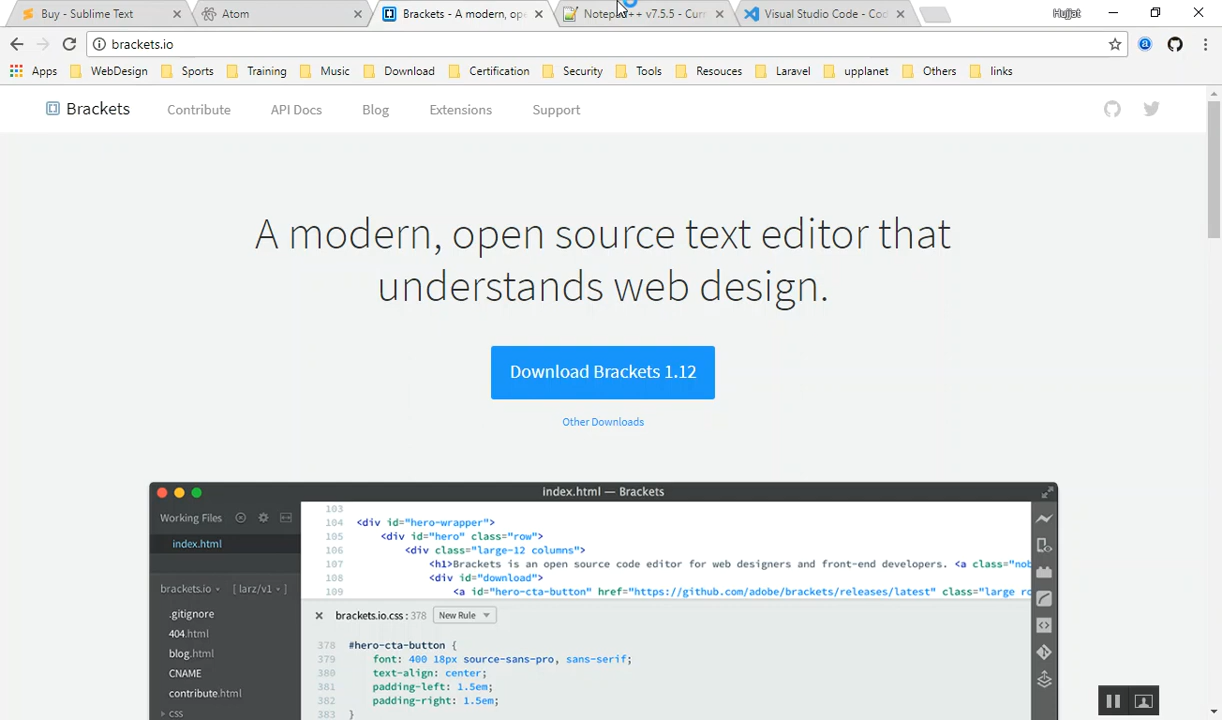 Buy - Sublime Text
Atom
Brackets - A modern, ope
Notepad++ v7.5.5 - Curr
Visual Studio Code - Cod
Hujjat
brackets.io
Apps WebDesign Sports Training Music Download Certification Security Tools Resouces Laravel upplanet Others links
Brackets Contribute API Docs Blog Extensions Support
A modern, open source text editor that
understands web design.
Download Brackets 1.12
Other Downloads
index.html — Brackets
Working Files
index.html
brackets.io [ larz/v1 ]
.gitignore
404.html
blog.html
CNAME
contribute.html
css
103
104 <div id="hero-wrapper">
105 <div id="hero" class="row">
106 <div class="large-12 columns">
107 <h1>Brackets is an open source code editor for web designers and front-end developers. <a class="nob
108 <div id="download">
109 <a id="hero-cta-button" href="https://github.com/adobe/brackets/releases/latest" class="large ro
brackets.io.css : 378 New Rule
378 #hero-cta-button {
379 font: 400 18px source-sans-pro, sans-serif;
380 text-align: center;
381 padding-left: 1.5em;
382 padding-right: 1.5em;
383 }